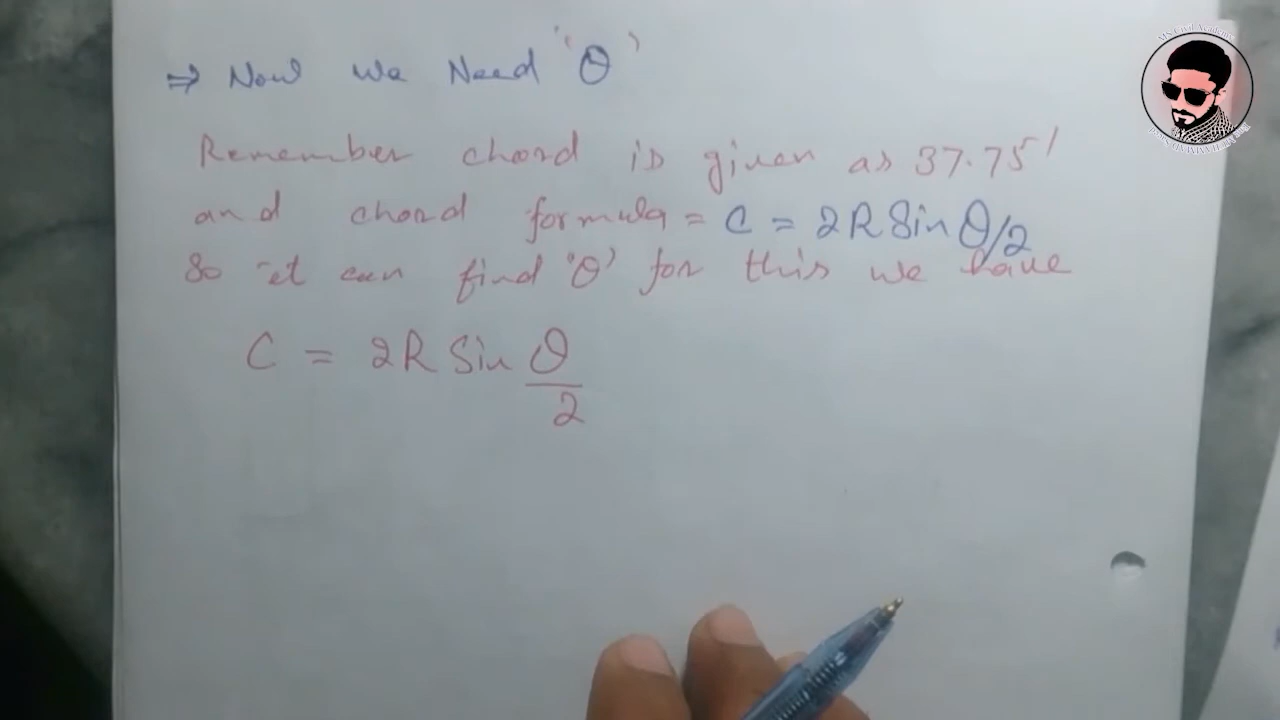 ⇒ Now We Need 'θ'
Remember chord is given as 37.75'
and chord formula = C = 2R Sin θ/2
So it can find 'θ' for this we have
C = 2R Sin θ/2